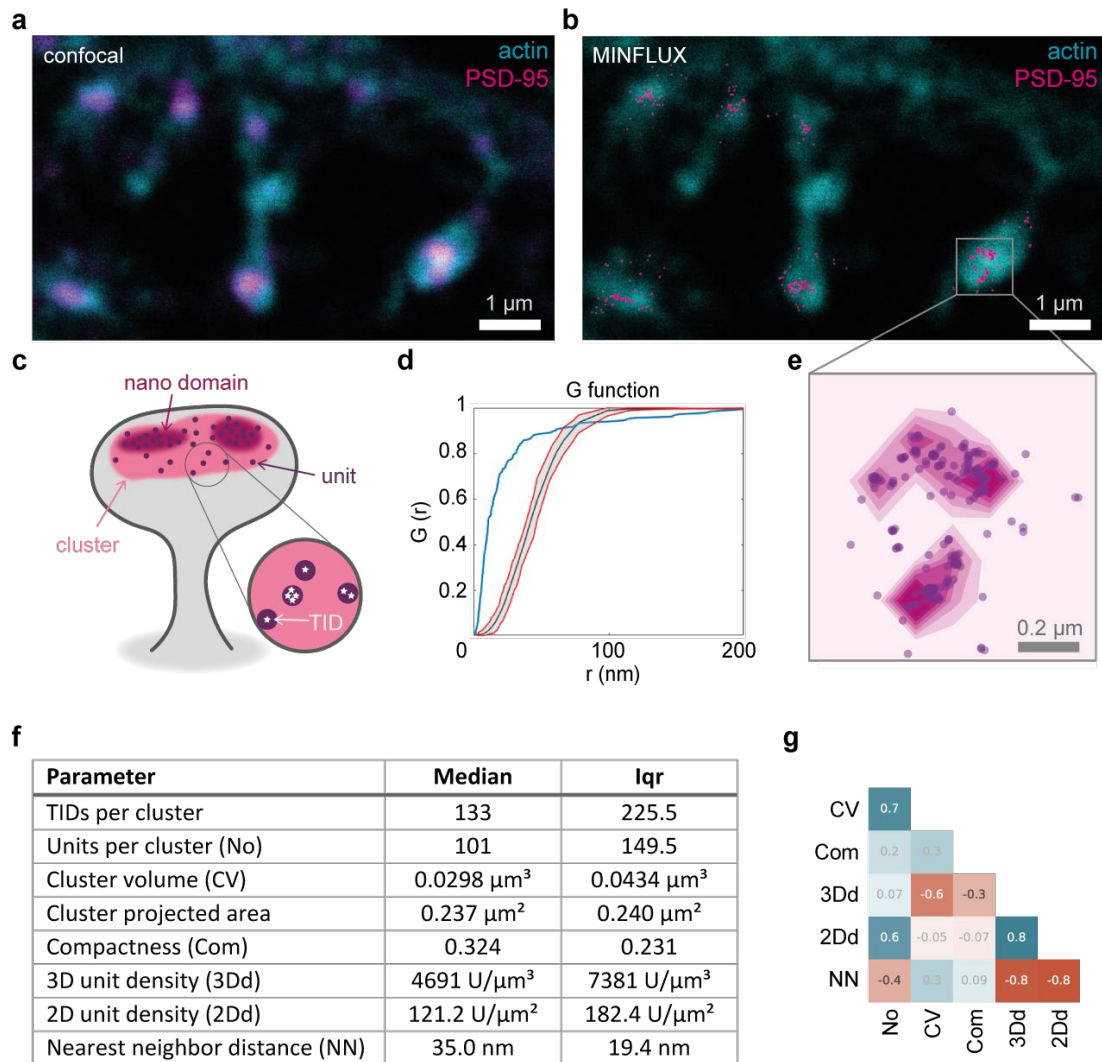 a
confocal
actin
PSD-95
1 µm
b
MINFLUX
actin
PSD-95
1 µm
c
nano domain
unit
cluster
TID
d
G function
G (r)
1
0.8
0.6
0.4
0.2
0 100 200
r (nm)
e
0.2 µm
f
Parameter Median Iqr
TIDs per cluster 133 225.5
Units per cluster (No) 101 149.5
Cluster volume (CV) 0.0298 µm³ 0.0434 µm³
Cluster projected area 0.237 µm² 0.240 µm²
Compactness (Com) 0.324 0.231
3D unit density (3Dd) 4691 U/µm³ 7381 U/µm³
2D unit density (2Dd) 121.2 U/µm² 182.4 U/µm²
Nearest neighbor distance (NN) 35.0 nm 19.4 nm
g
CV 0.7
Com 0.2 0.3
3Dd 0.07 -0.6 -0.3
2Dd 0.6 -0.05 -0.07 0.8
NN -0.4 0.3 0.09 -0.8 -0.8
No CV Com 3Dd 2Dd